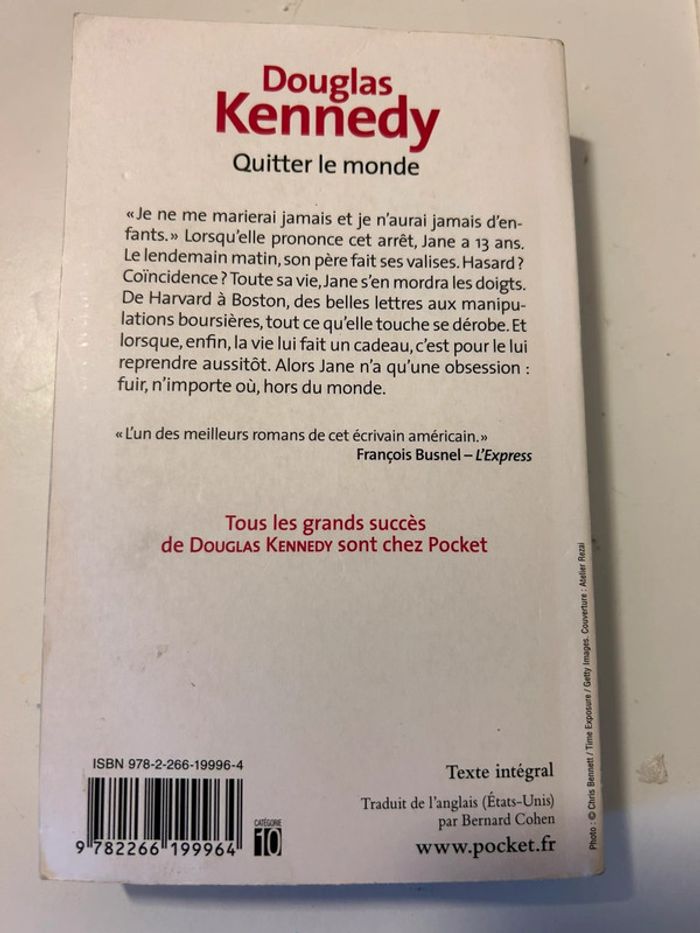 Douglas
Kennedy
Quitter le monde
« Je ne me marierai jamais et je n’aurai jamais d’en-
fants. » Lorsqu’elle prononce cet arrêt, Jane a 13 ans.
Le lendemain matin, son père fait ses valises. Hasard ?
Coïncidence ? Toute sa vie, Jane s’en mordra les doigts.
De Harvard à Boston, des belles lettres aux manipu-
lations boursières, tout ce qu’elle touche se dérobe. Et
lorsque, enfin, la vie lui fait un cadeau, c’est pour le lui
reprendre aussitôt. Alors Jane n’a qu’une obsession :
fuir, n’importe où, hors du monde.
« L’un des meilleurs romans de cet écrivain américain. »
François Busnel – L’Express
Tous les grands succès
de Douglas Kennedy sont chez Pocket
Photo : © Chris Bennett / Time Exposure / Getty Images. Couverture : Atelier Rezai
ISBN 978-2-266-19996-4
9 782266 199964
CATÉGORIE
10
Texte intégral
Traduit de l’anglais (États-Unis)
par Bernard Cohen
www.pocket.fr